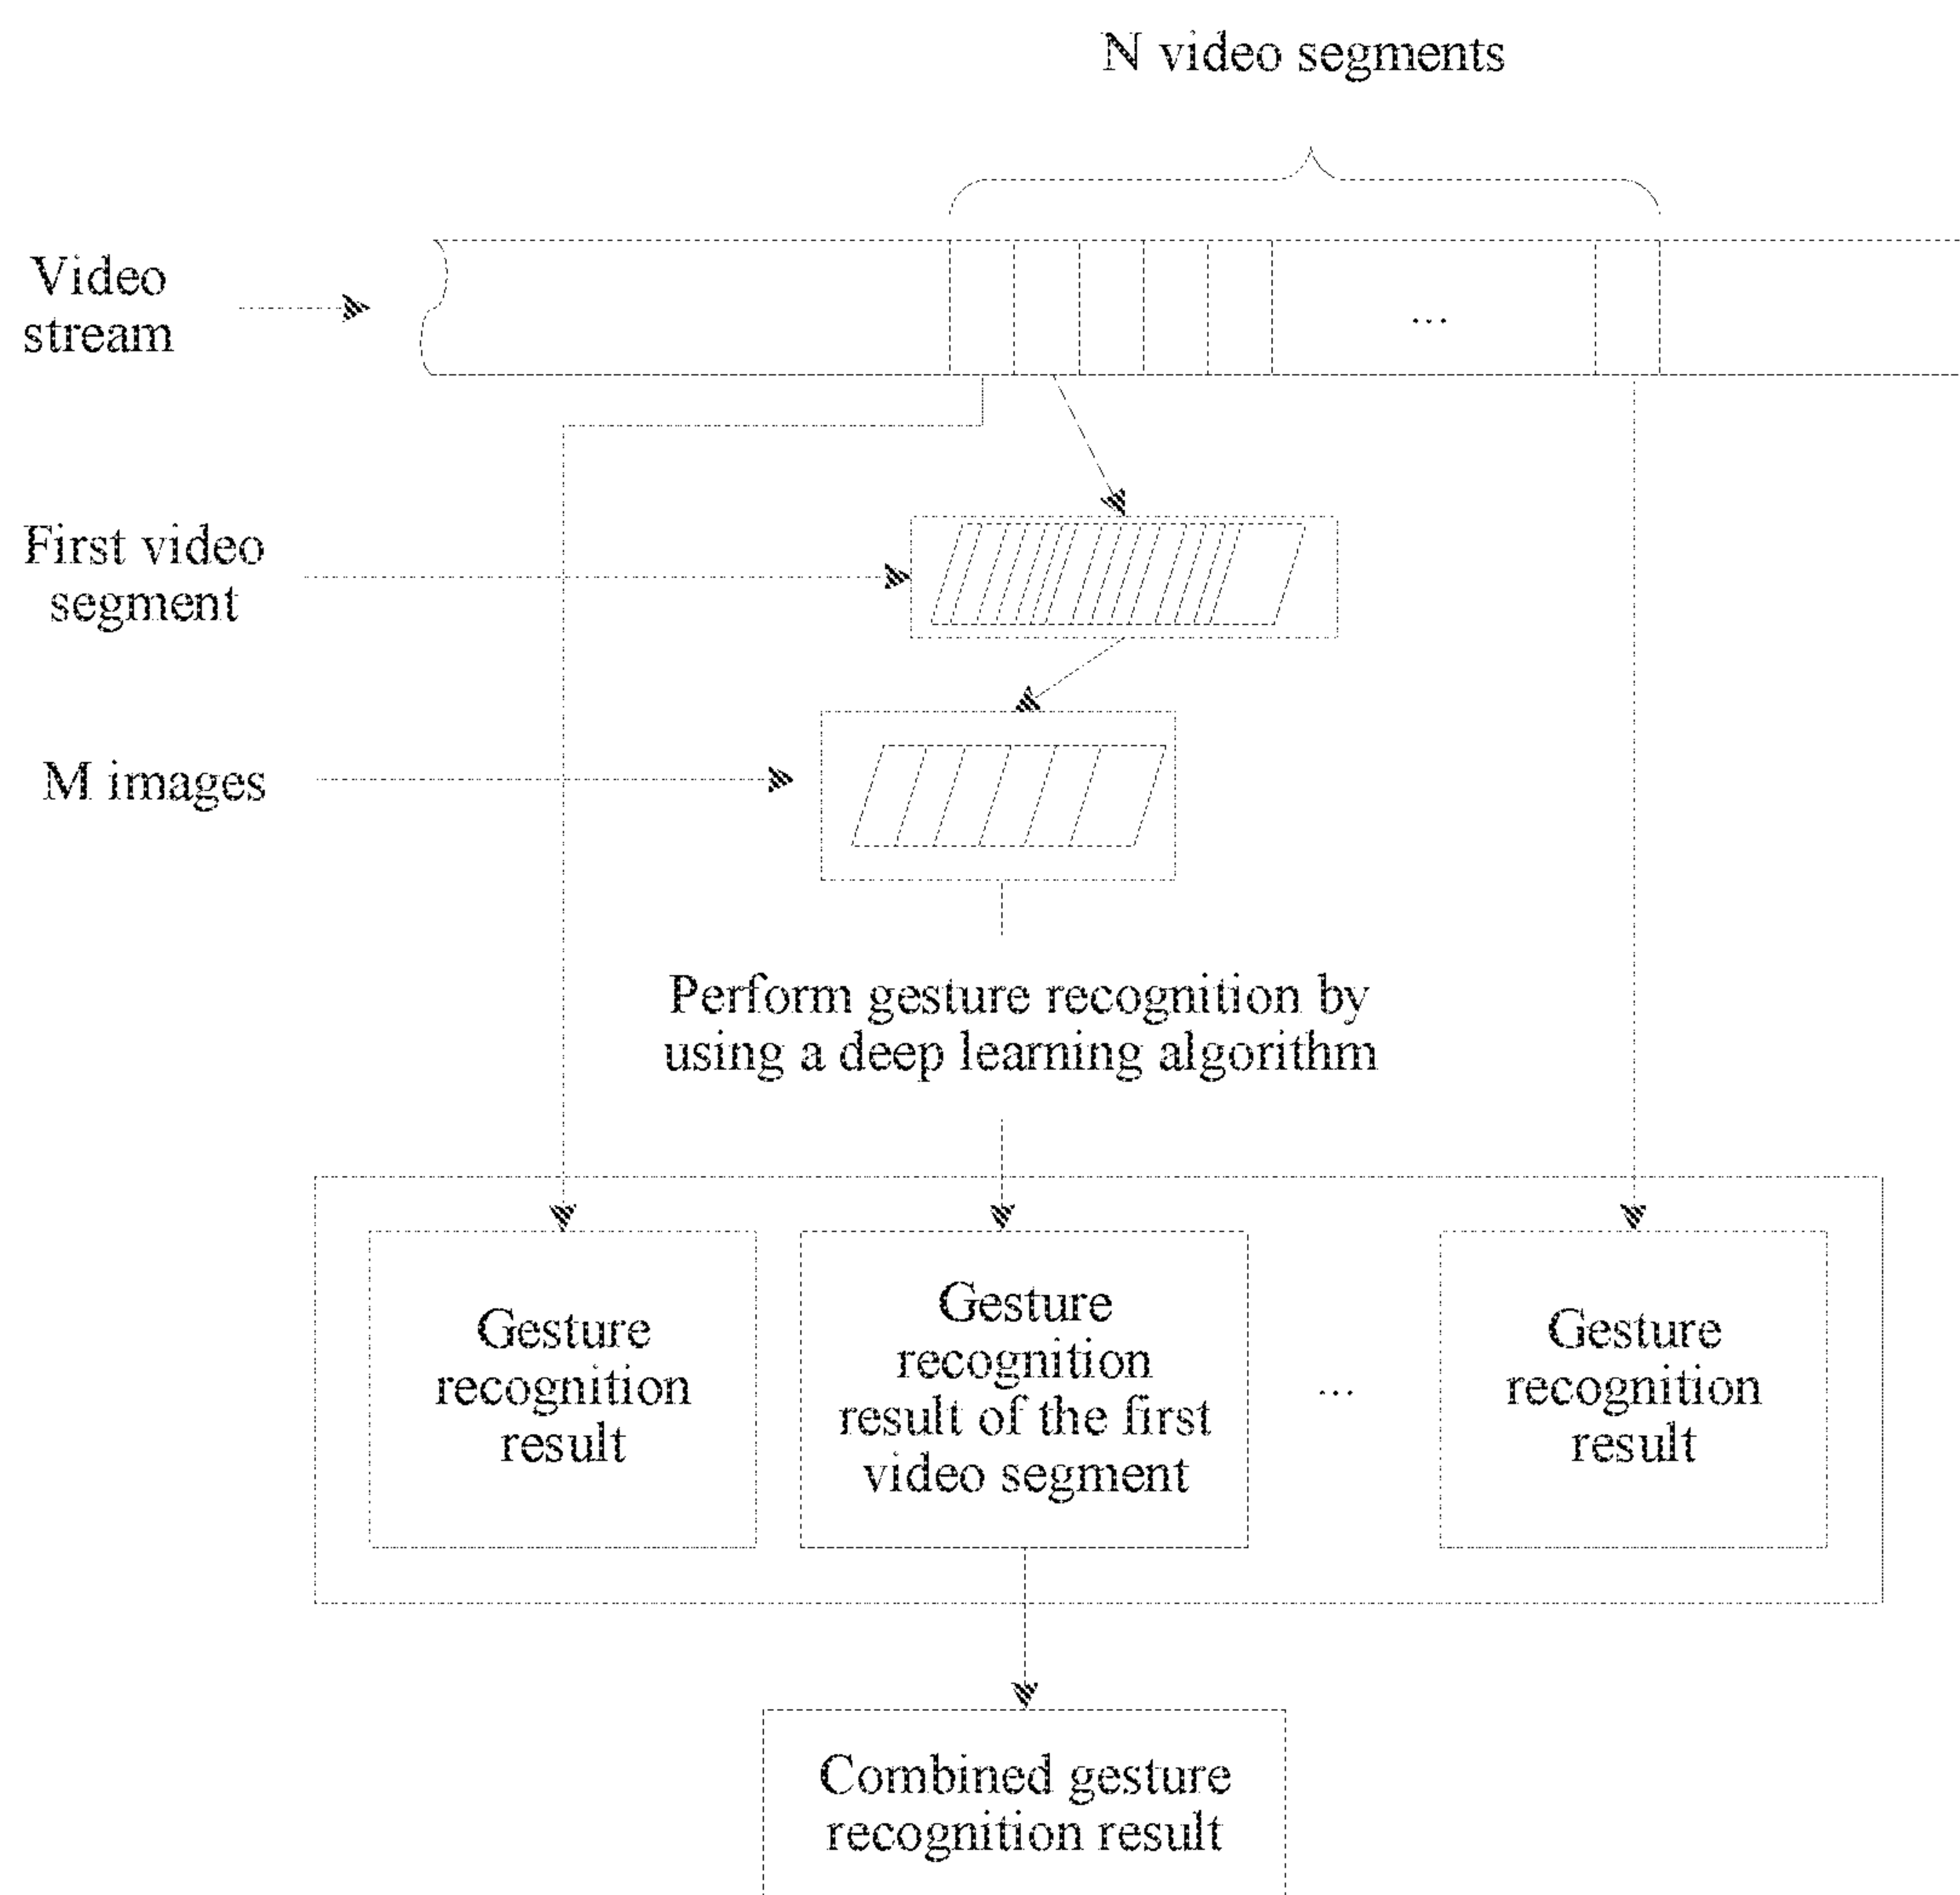 N video segments
Video
stream
...
First video
segment
M images
Perform gesture recognition by
using a deep learning algorithm
Gesture
recognition
result
Gesture
recognition
result of the first
video segment
...
Gesture
recognition
result
Combined gesture
recognition result